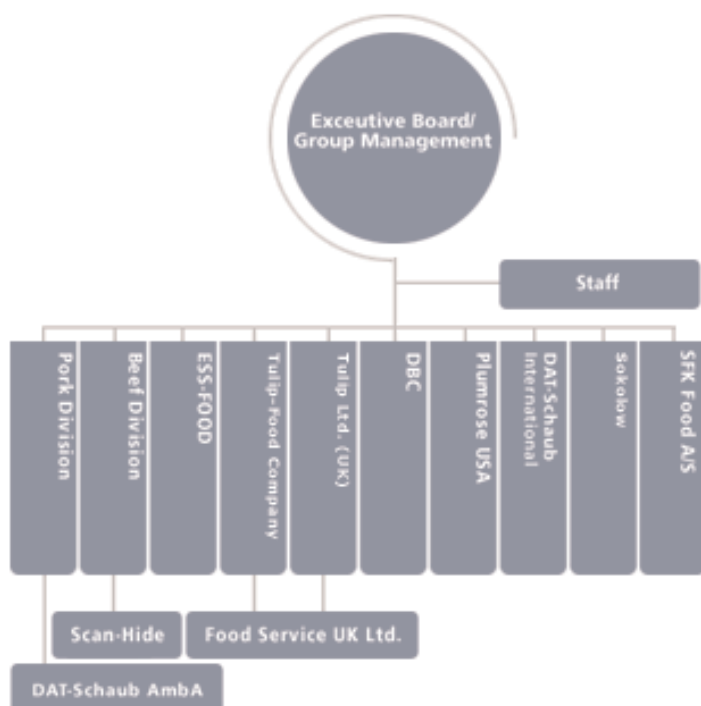 Exceutive Board/
Group Management
Staff
Pork Division
Beef Division
ESS-FOOD
Tulip-Food Company
Tulip Ltd. (UK)
DBC
Plumrose USA
DAT-Schaub
International
Sokolow
SFK Food A/S
Scan-Hide
Food Service UK Ltd.
DAT-Schaub AmbA